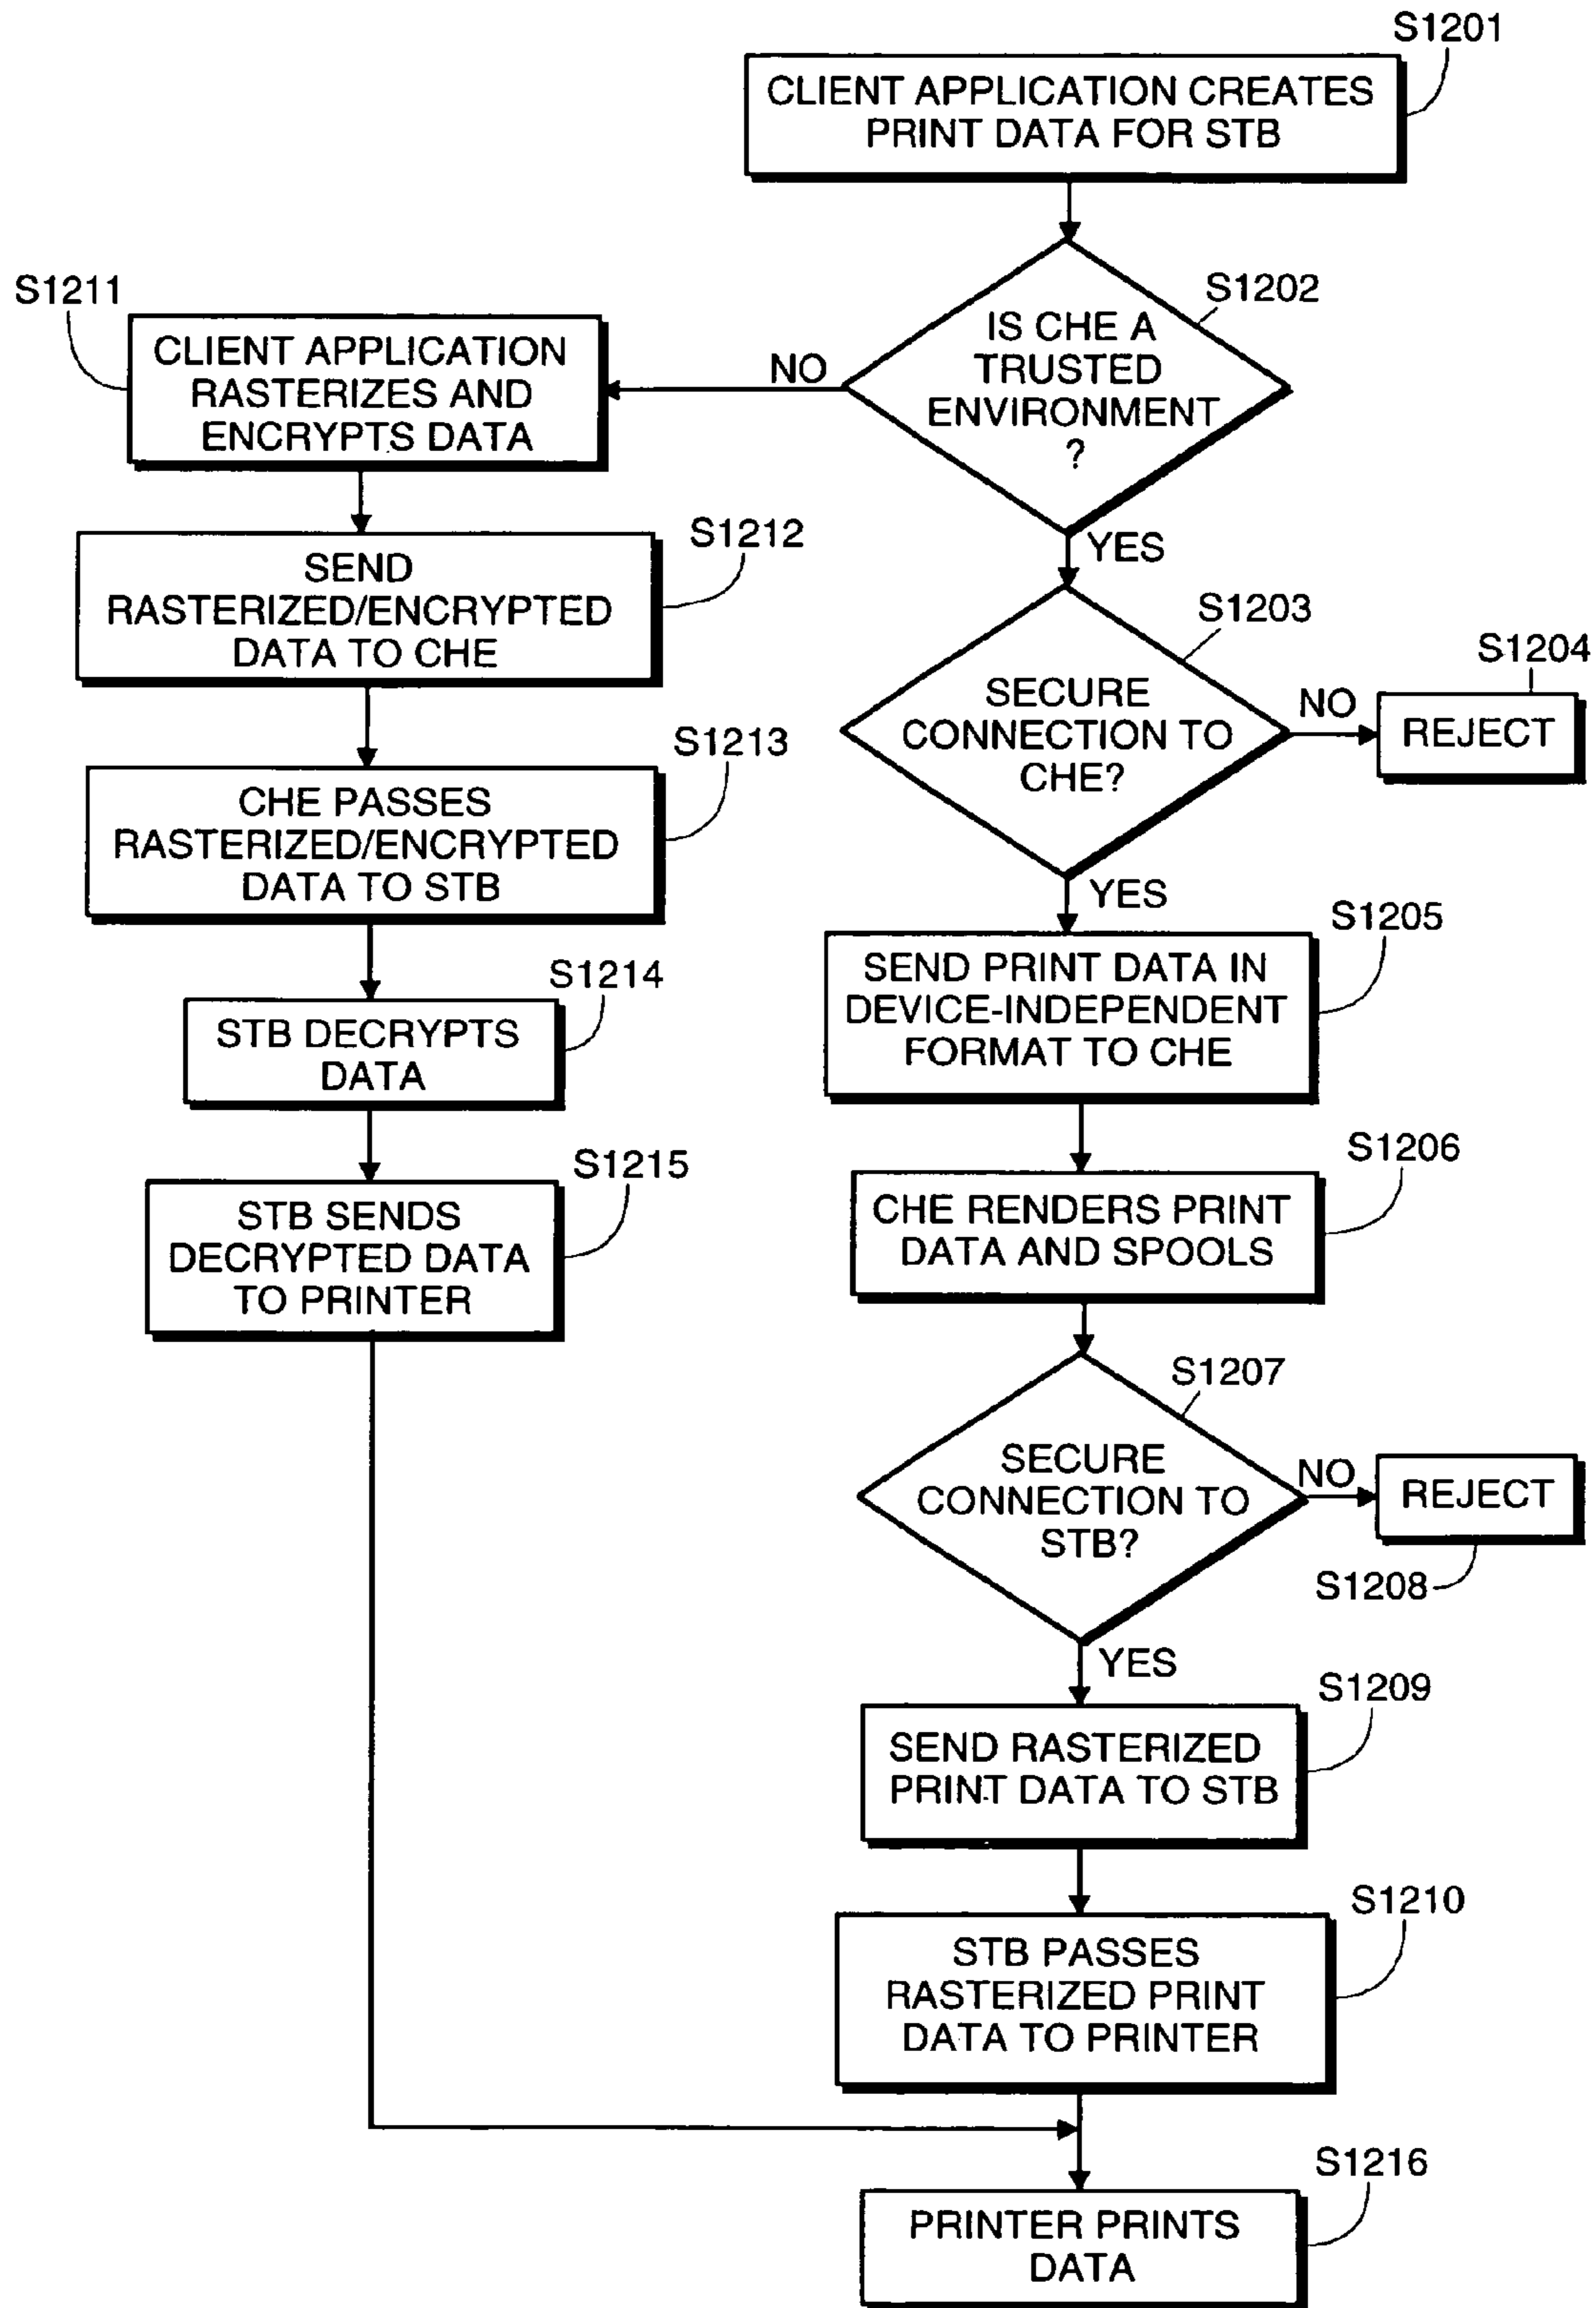 S1201
CLIENT APPLICATION CREATES
PRINT DATA FOR STB
S1202
IS CHE A
TRUSTED
ENVIRONMENT
?
NO
YES
S1211
CLIENT APPLICATION
RASTERIZES AND
ENCRYPTS DATA
S1212
SEND
RASTERIZED/ENCRYPTED
DATA TO CHE
S1213
CHE PASSES
RASTERIZED/ENCRYPTED
DATA TO STB
S1214
STB DECRYPTS
DATA
S1215
STB SENDS
DECRYPTED DATA
TO PRINTER
S1203
SECURE
CONNECTION TO
CHE?
NO
S1204
REJECT
YES
S1205
SEND PRINT DATA IN
DEVICE-INDEPENDENT
FORMAT TO CHE
S1206
CHE RENDERS PRINT
DATA AND SPOOLS
S1207
SECURE
CONNECTION TO
STB?
NO
REJECT
S1208
YES
S1209
SEND RASTERIZED
PRINT DATA TO STB
S1210
STB PASSES
RASTERIZED PRINT
DATA TO PRINTER
S1216
PRINTER PRINTS
DATA